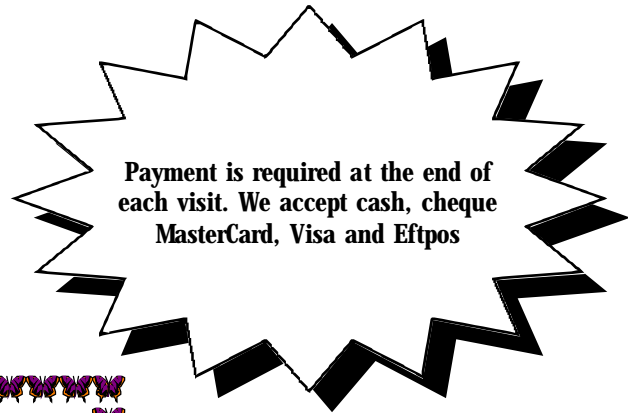 Payment is required at the end of
each visit. We accept cash, cheque
MasterCard, Visa and Eftpos